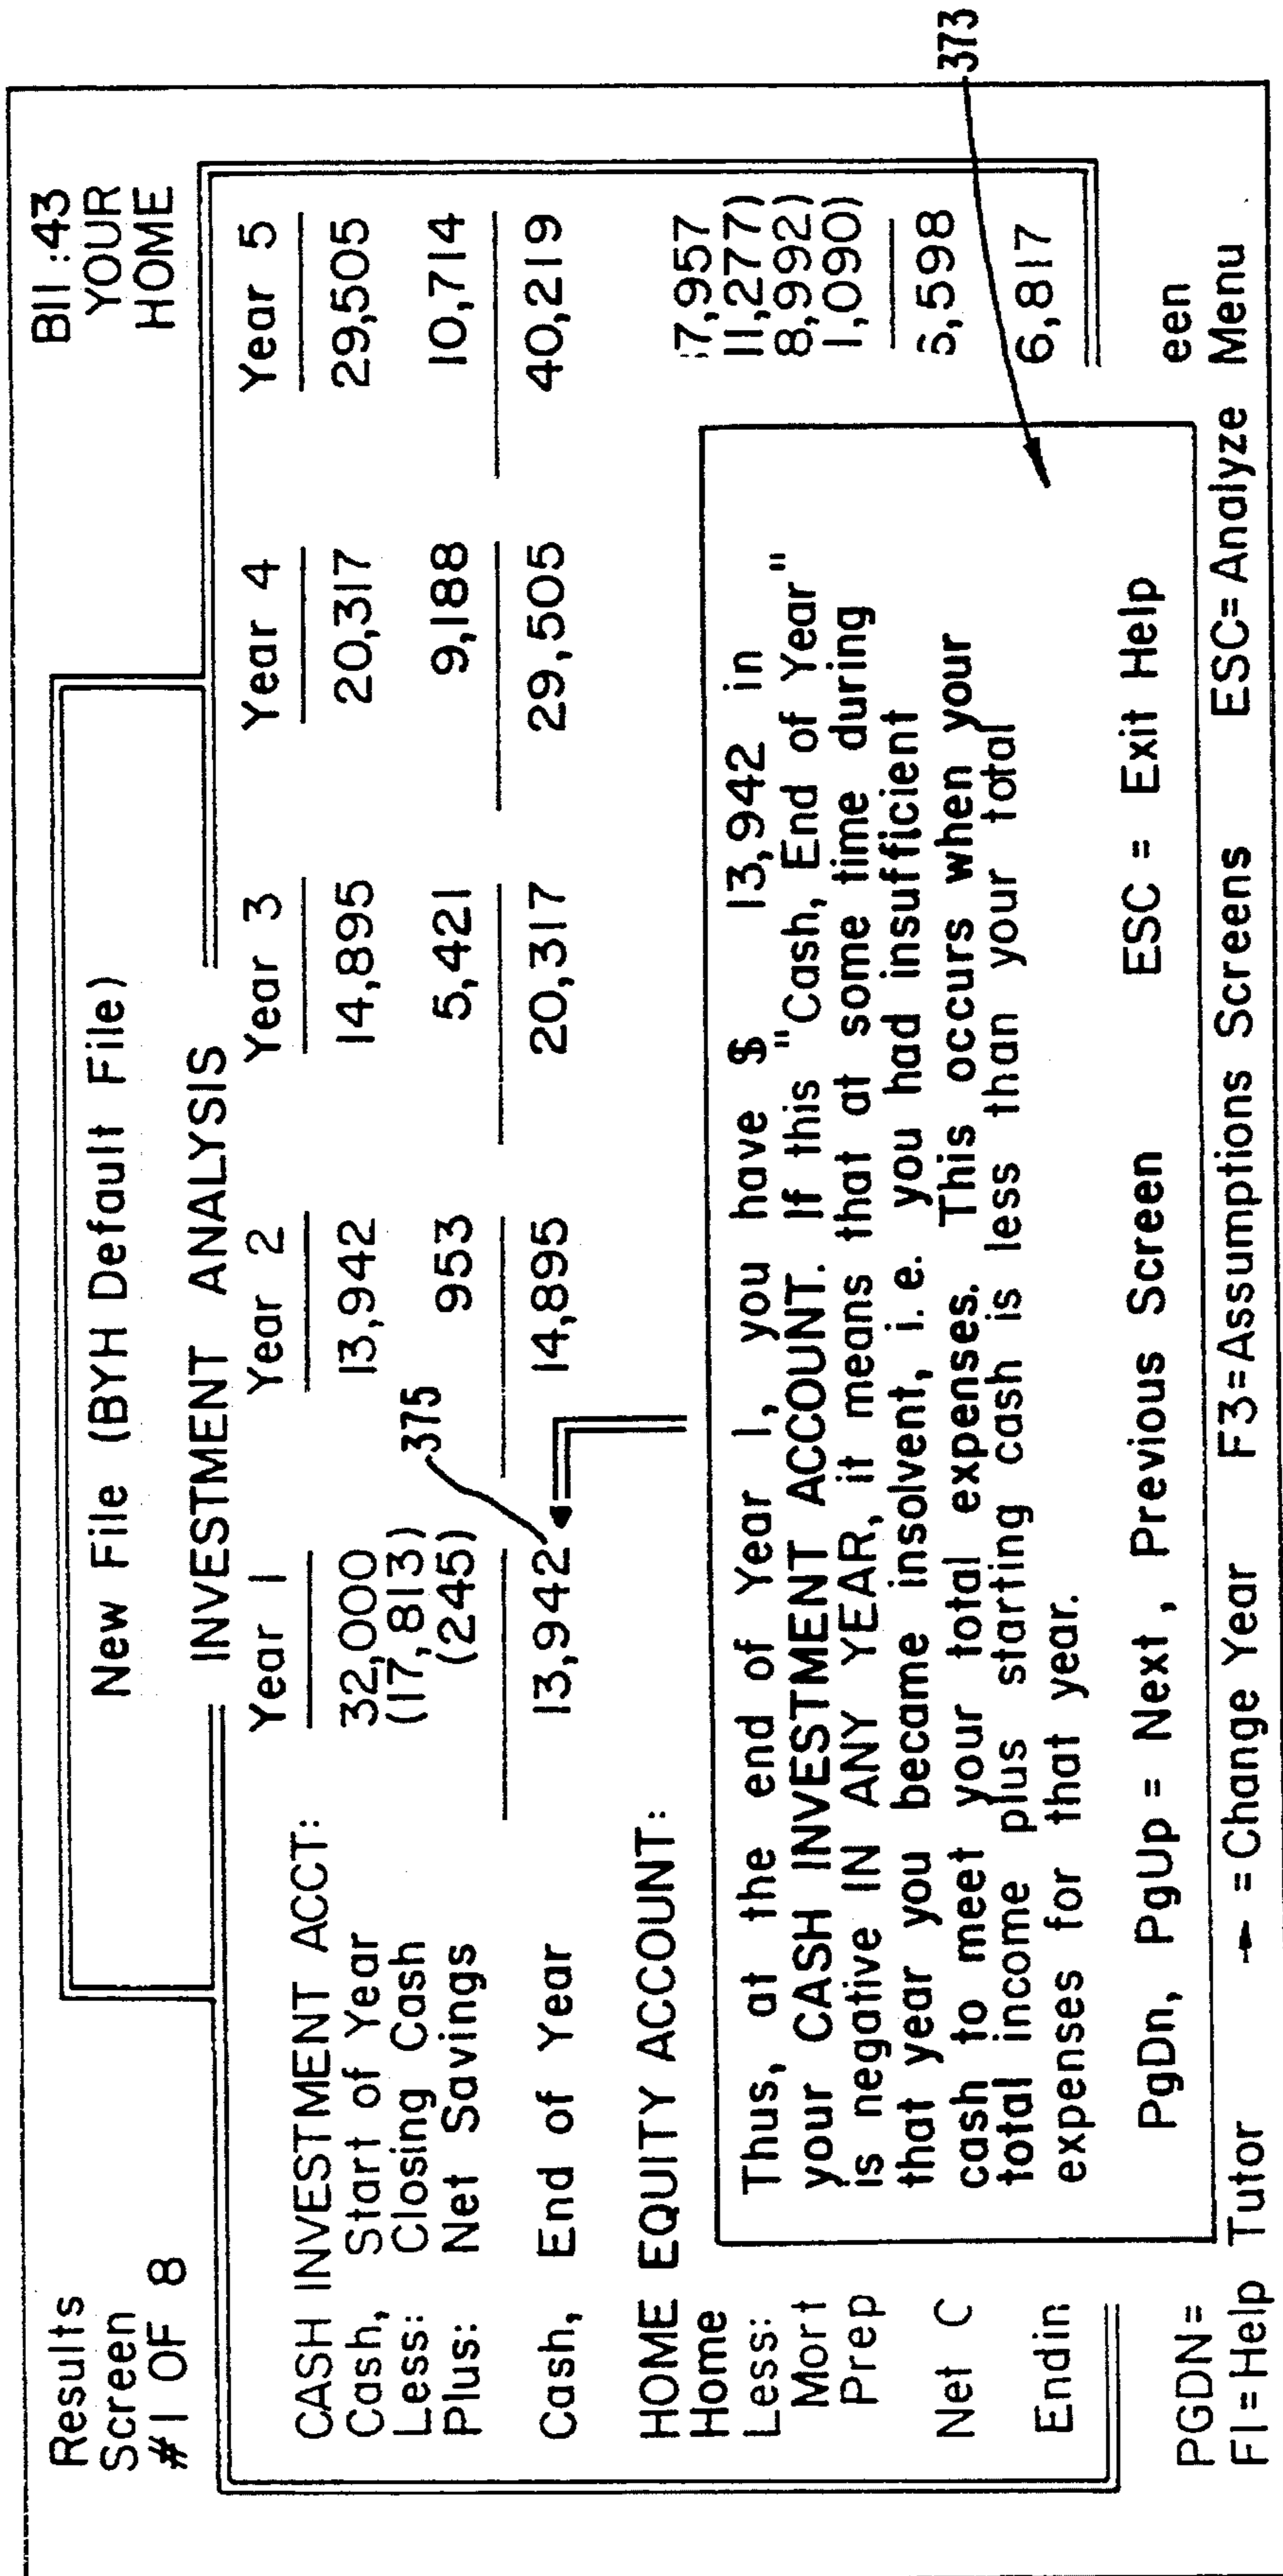 Results
Screen
#1 OF 8
New File (BYH Default File)
B11:43
YOUR
HOME
INVESTMENT ANALYSIS
Year 1 Year 2 Year 3 Year 4 Year 5
CASH INVESTMENT ACCT:
Cash, Start of Year 32,000 13,942 14,895 20,317 29,505
Less: Closing Cash (17,813)
Plus: Net Savings (245) 953 5,421 9,188 10,714
375
Cash, End of Year 13,942 14,895 20,317 29,505 40,219
HOME EQUITY ACCOUNT:
Home 7,957
Less: 11,277)
Mort 8,992)
Prep 1,090)
Net C 5,598
Endin 6,817
Thus, at the end of Year 1, you have $ 13,942 in
your CASH INVESTMENT ACCOUNT. If this "Cash, End of Year"
is negative IN ANY YEAR, it means that at some time during
that year you became insolvent, i.e. you had insufficient
cash to meet your total expenses. This occurs when your
total income plus starting cash is less than your total
expenses for that year.
PgDn, PgUp = Next, Previous Screen ESC = Exit Help
373
PGDN= een
F1=Help Tutor → =Change Year F3=Assumptions Screens ESC=Analyze Menu